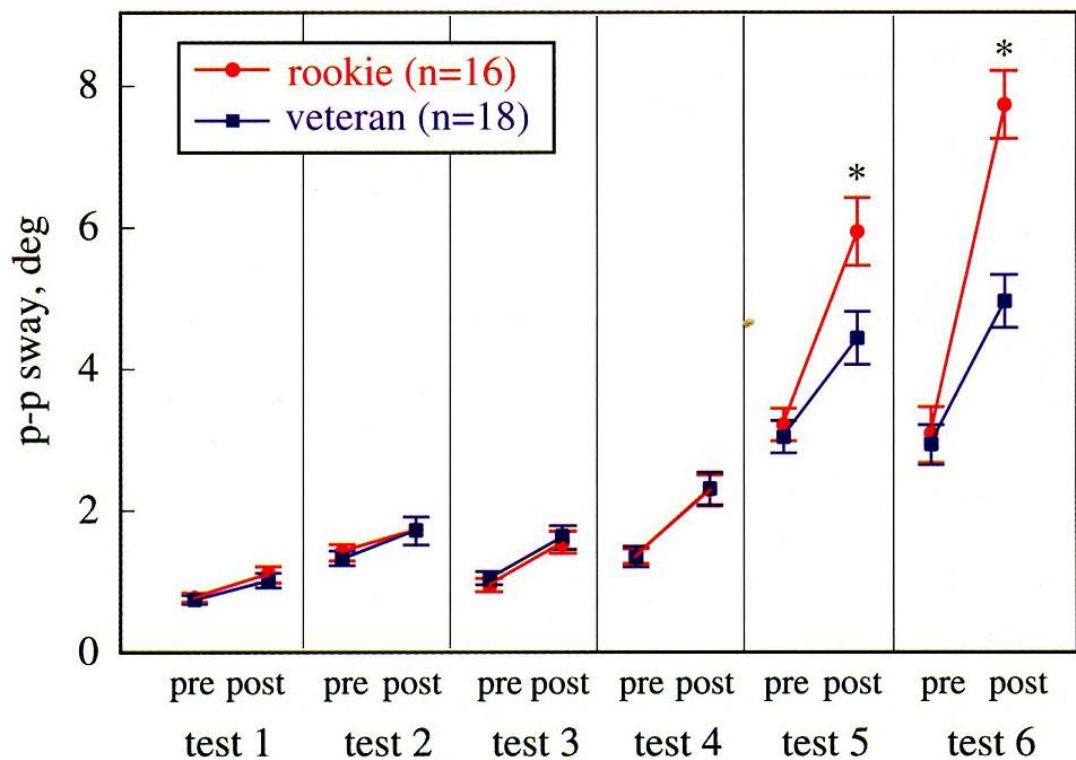 rookie (n=16)
veteran (n=18)
p-p sway, deg
8
6
4
2
0
*
*
pre post pre post pre post pre post pre post pre post
test 1 test 2 test 3 test 4 test 5 test 6